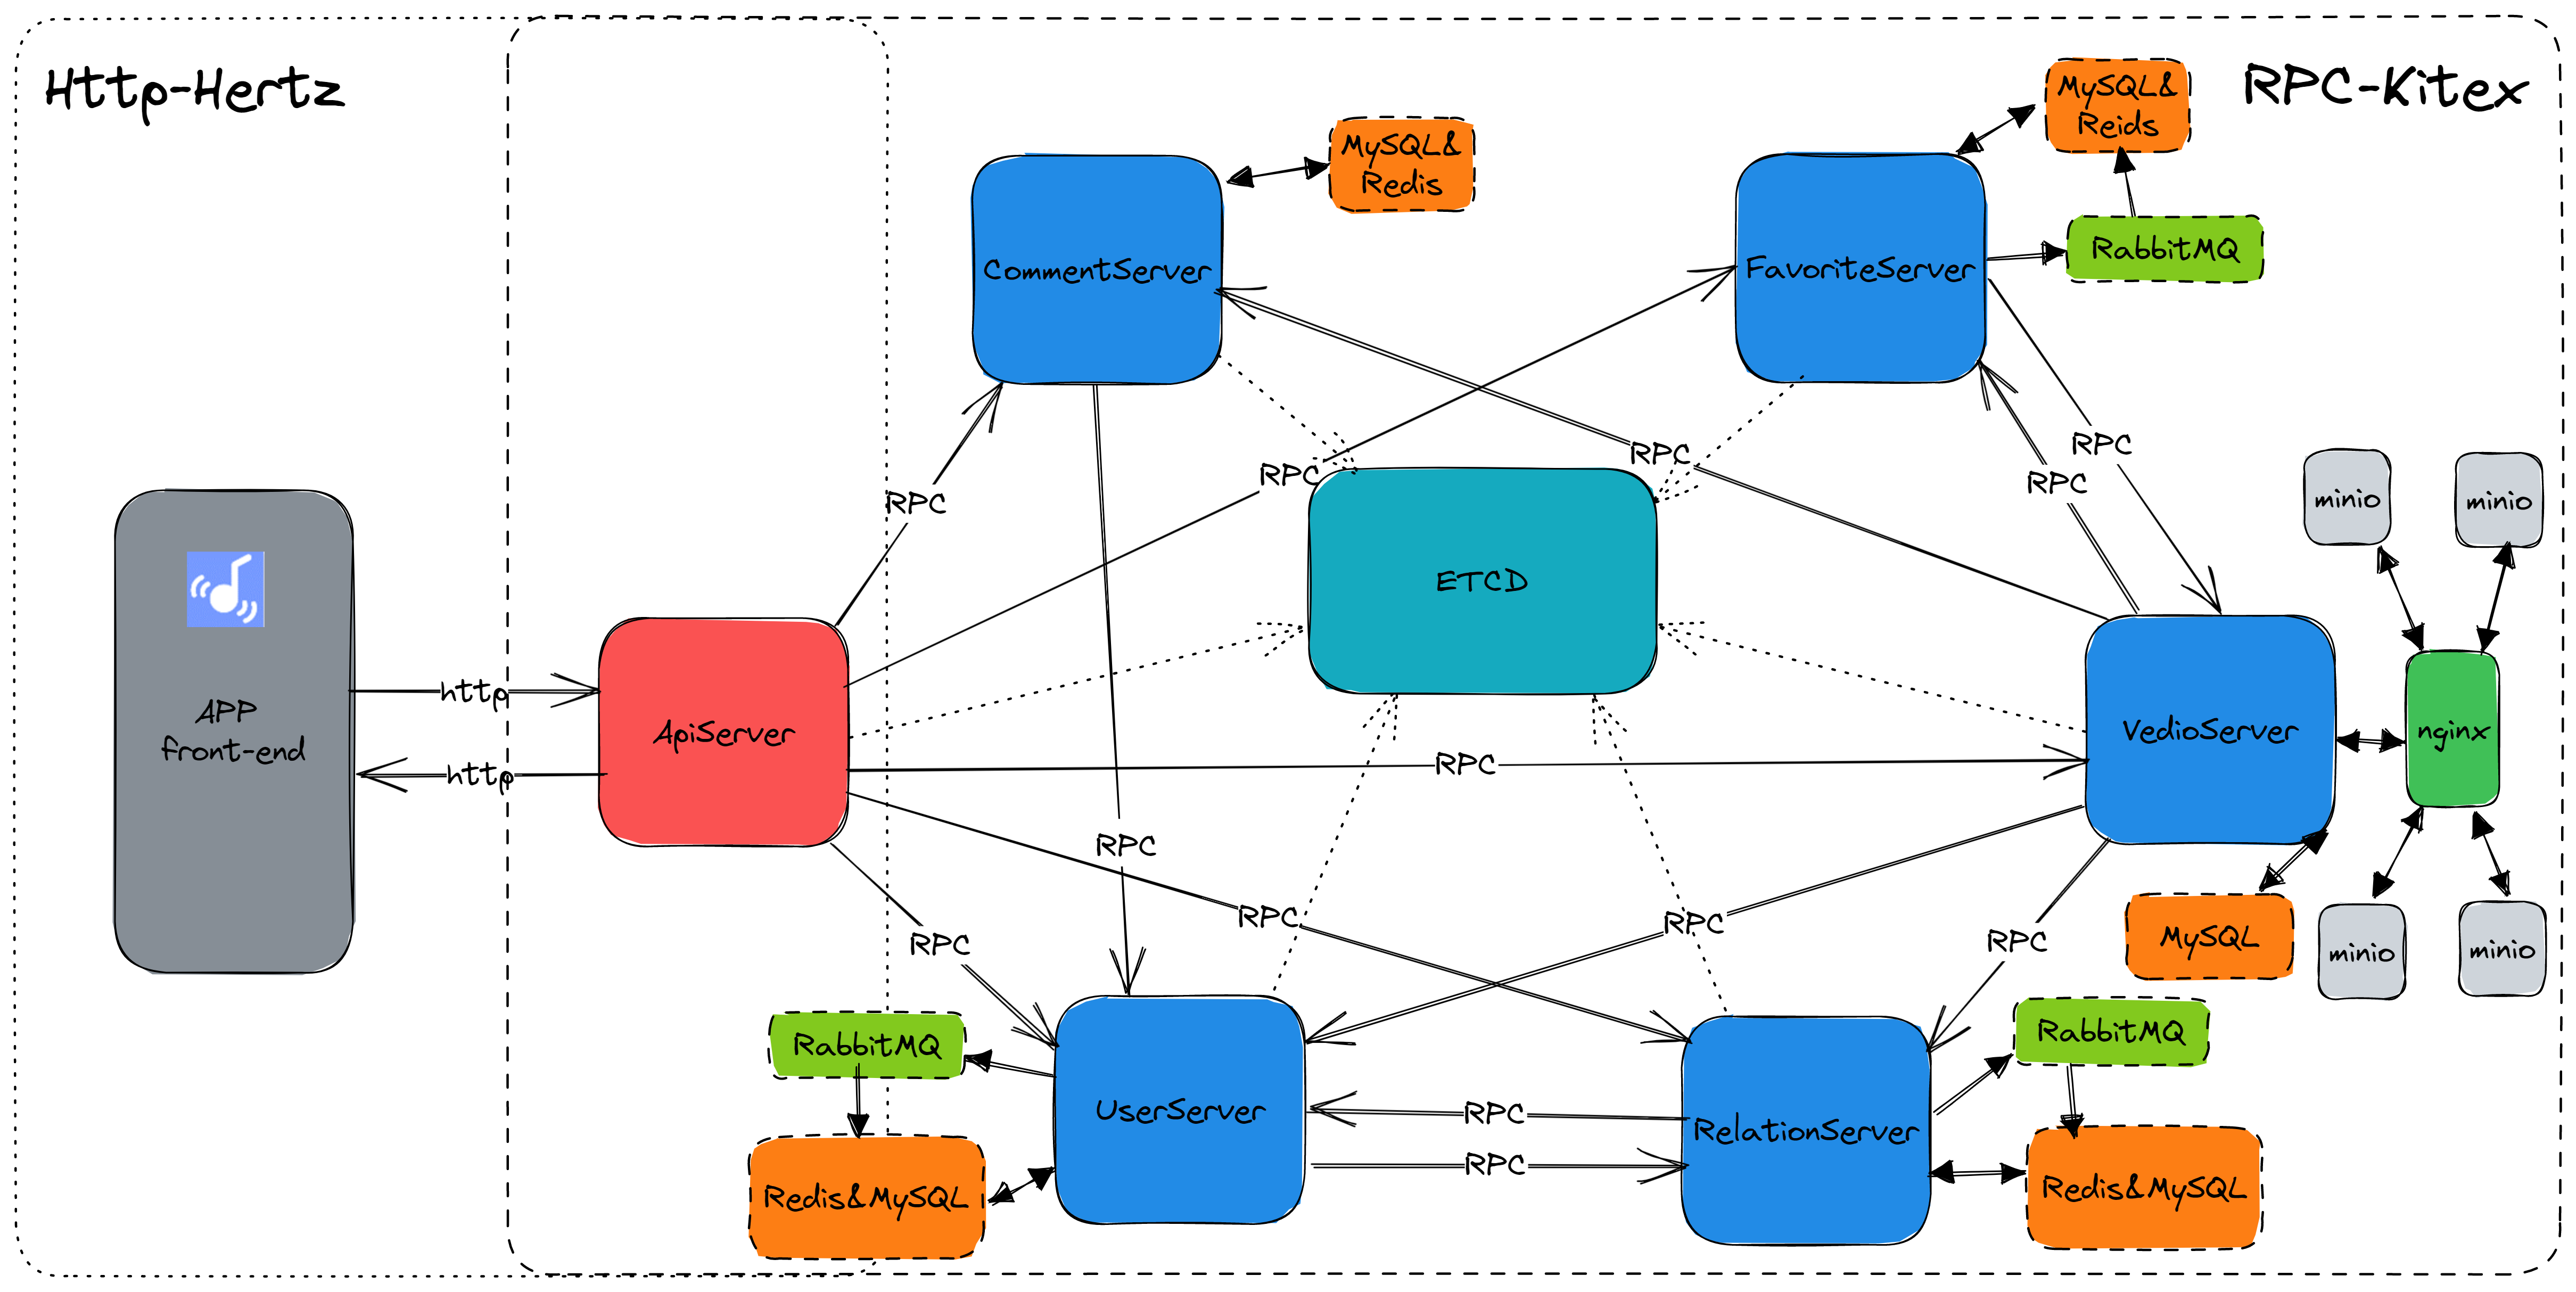 Http-Hertz
RPC-Kitex
MySQL&
Reids
MySQL&
Redis
RabbitMQ
CommentServer
FavoriteServer
RPC
RPC
RPC
RPC
RPC
minio
minio
ETCD
APP
front-end
http
http
ApiServer
VedioServer
nginx
RPC
RPC
RPC
RPC
RPC
RPC
MySQL
minio
minio
RabbitMQ
RabbitMQ
UserServer
RPC
RPC
RelationServer
Redis&MySQL
Redis&MySQL